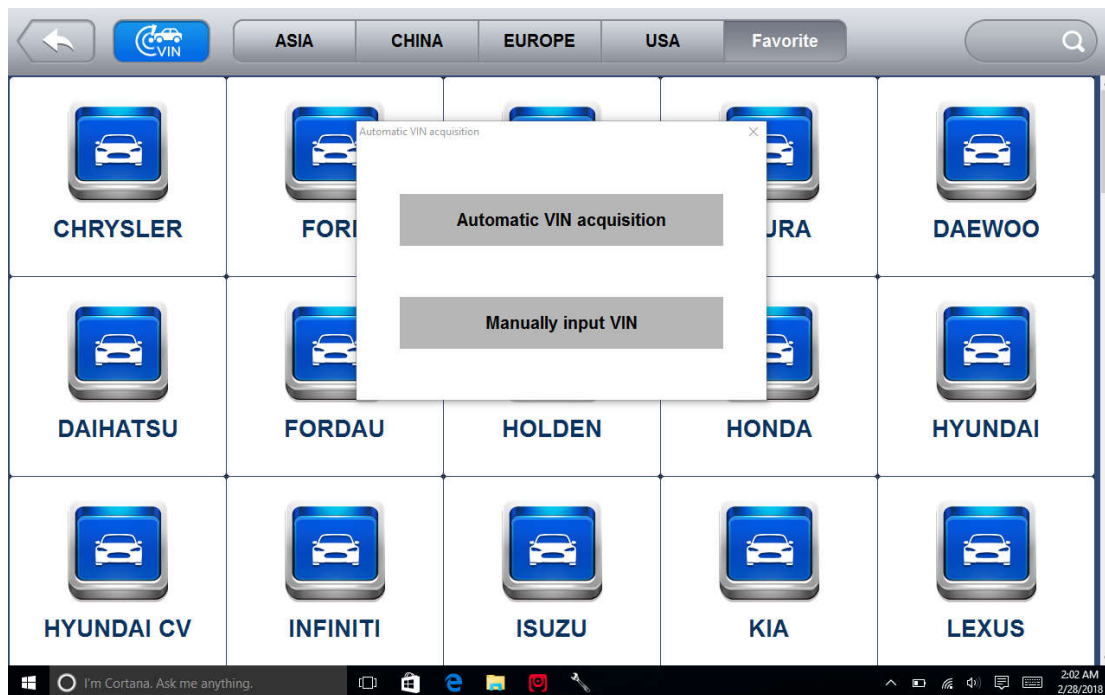 VIN
ASIA
CHINA
EUROPE
USA
Favorite
Automatic VIN acquisition
Automatic VIN acquisition
Manually input VIN
CHRYSLER
DAEWOO
DAIHATSU
FORDAU
HOLDEN
HONDA
HYUNDAI
HYUNDAI CV
INFINITI
ISUZU
KIA
LEXUS
I'm Cortana. Ask me anything.
2:02 AM
2/28/2018